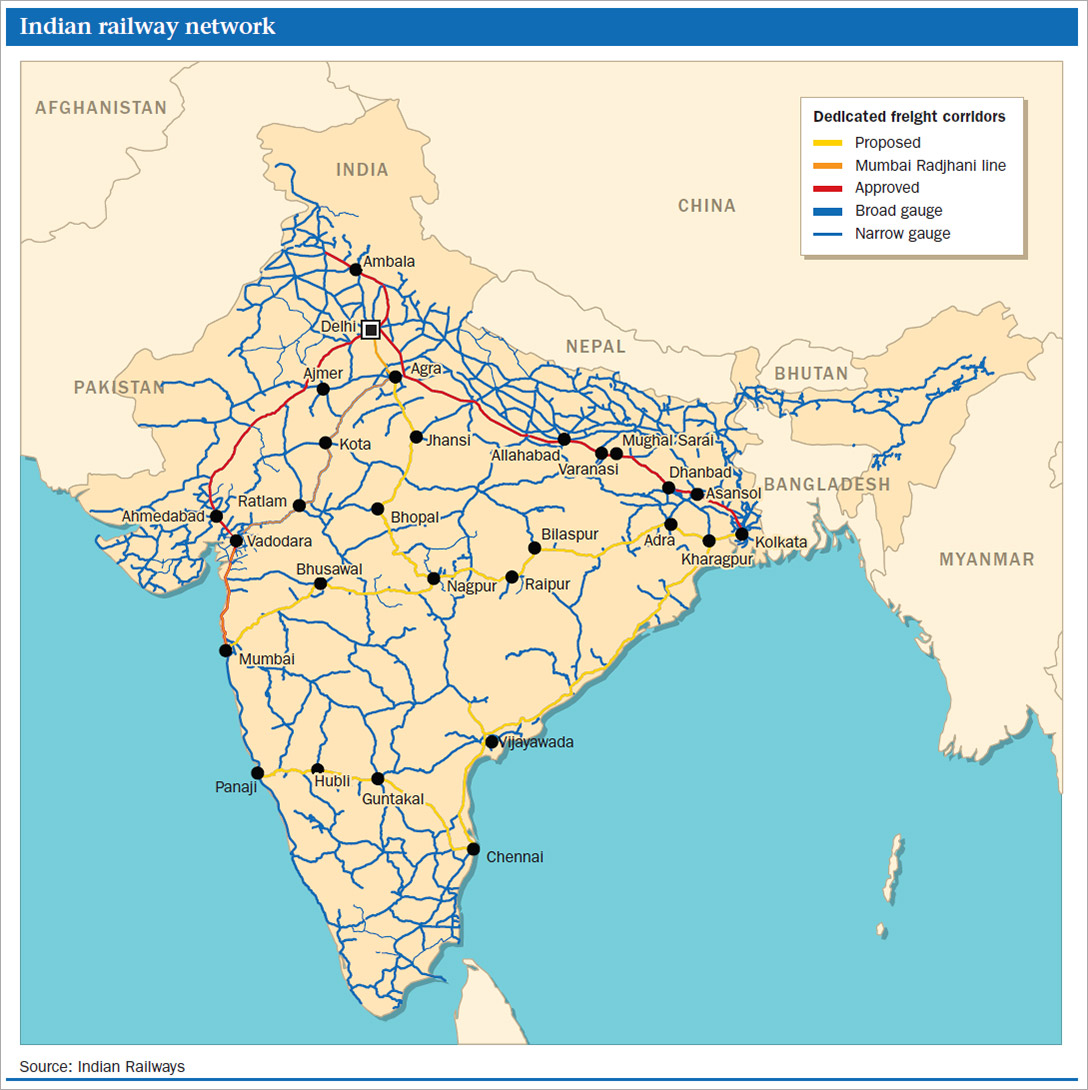 Indian railway network
AFGHANISTAN
INDIA
CHINA
PAKISTAN
NEPAL
BHUTAN
BANGLADESH
MYANMAR
Dedicated freight corridors
Proposed
Mumbai Radjhani line
Approved
Broad gauge
Narrow gauge
Ambala
Delhi
Agra
Ajmer
Jhansi
Kota
Allahabad
Mughal Sarai
Varanasi
Dhanbad
Asansol
Ratlam
Ahmedabad
Bhopal
Vadodara
Bilaspur
Adra
Kolkata
Kharagpur
Bhusawal
Nagpur
Raipur
Mumbai
Vijayawada
Panaji
Hubli
Guntakal
Chennai
Source: Indian Railways